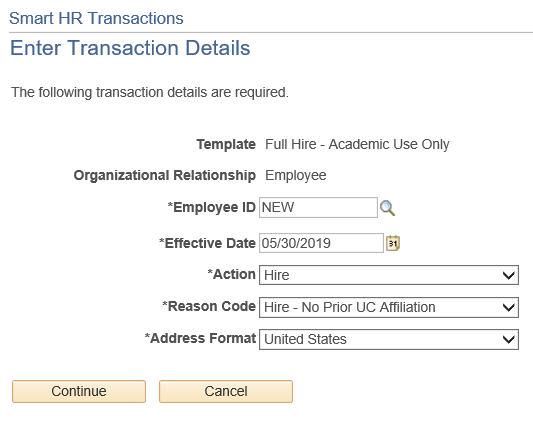 Smart HR Transactions
Enter Transaction Details
The following transaction details are required.
Template Full Hire - Academic Use Only
Organizational Relationship Employee
*Employee ID NEW
*Effective Date 05/30/2019 31
*Action Hire
*Reason Code Hire - No Prior UC Affiliation
*Address Format United States
Continue Cancel